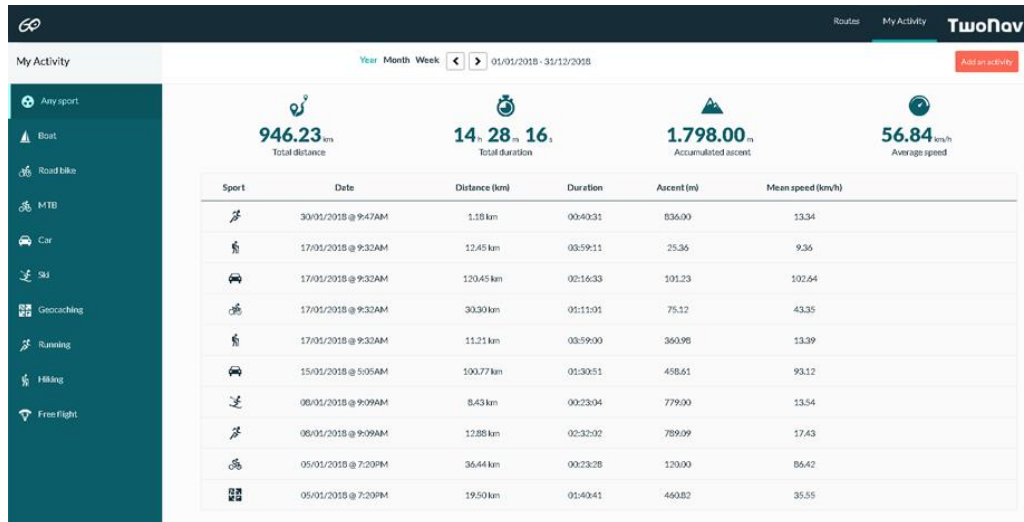 Routes My Activity TwoNav
My Activity
Year Month Week 01/01/2018 - 31/12/2018
Add an activity
Any sport
Boat
Road bike
MTB
Car
Ski
Geocaching
Running
Hiking
Free flight
946.23 km
Total distance
14 h 28 m 16 s
Total duration
1.798.00 m
Accumulated ascent
56.84 km/h
Average speed
Sport Date Distance (km) Duration Ascent (m) Mean speed (km/h)
30/01/2018 @ 9:47AM 1.18 km 00:40:31 836.00 13.34
17/01/2018 @ 9:32AM 12.45 km 03:59:11 25.36 9.36
17/01/2018 @ 9:32AM 120.45 km 02:16:33 101.23 102.64
17/01/2018 @ 9:32AM 30.30 km 01:11:01 75.12 43.35
17/01/2018 @ 9:32AM 11.21 km 03:59:00 360.98 13.39
15/01/2018 @ 5:05AM 100.77 km 01:30:51 458.61 93.12
08/01/2018 @ 9:09AM 8.43 km 00:23:04 779.00 13.54
08/01/2018 @ 9:09AM 12.88 km 02:32:02 789.09 17.43
05/01/2018 @ 7:20PM 36.44 km 00:23:28 120.00 86.42
05/01/2018 @ 7:20PM 19.50 km 01:40:41 460.82 35.55